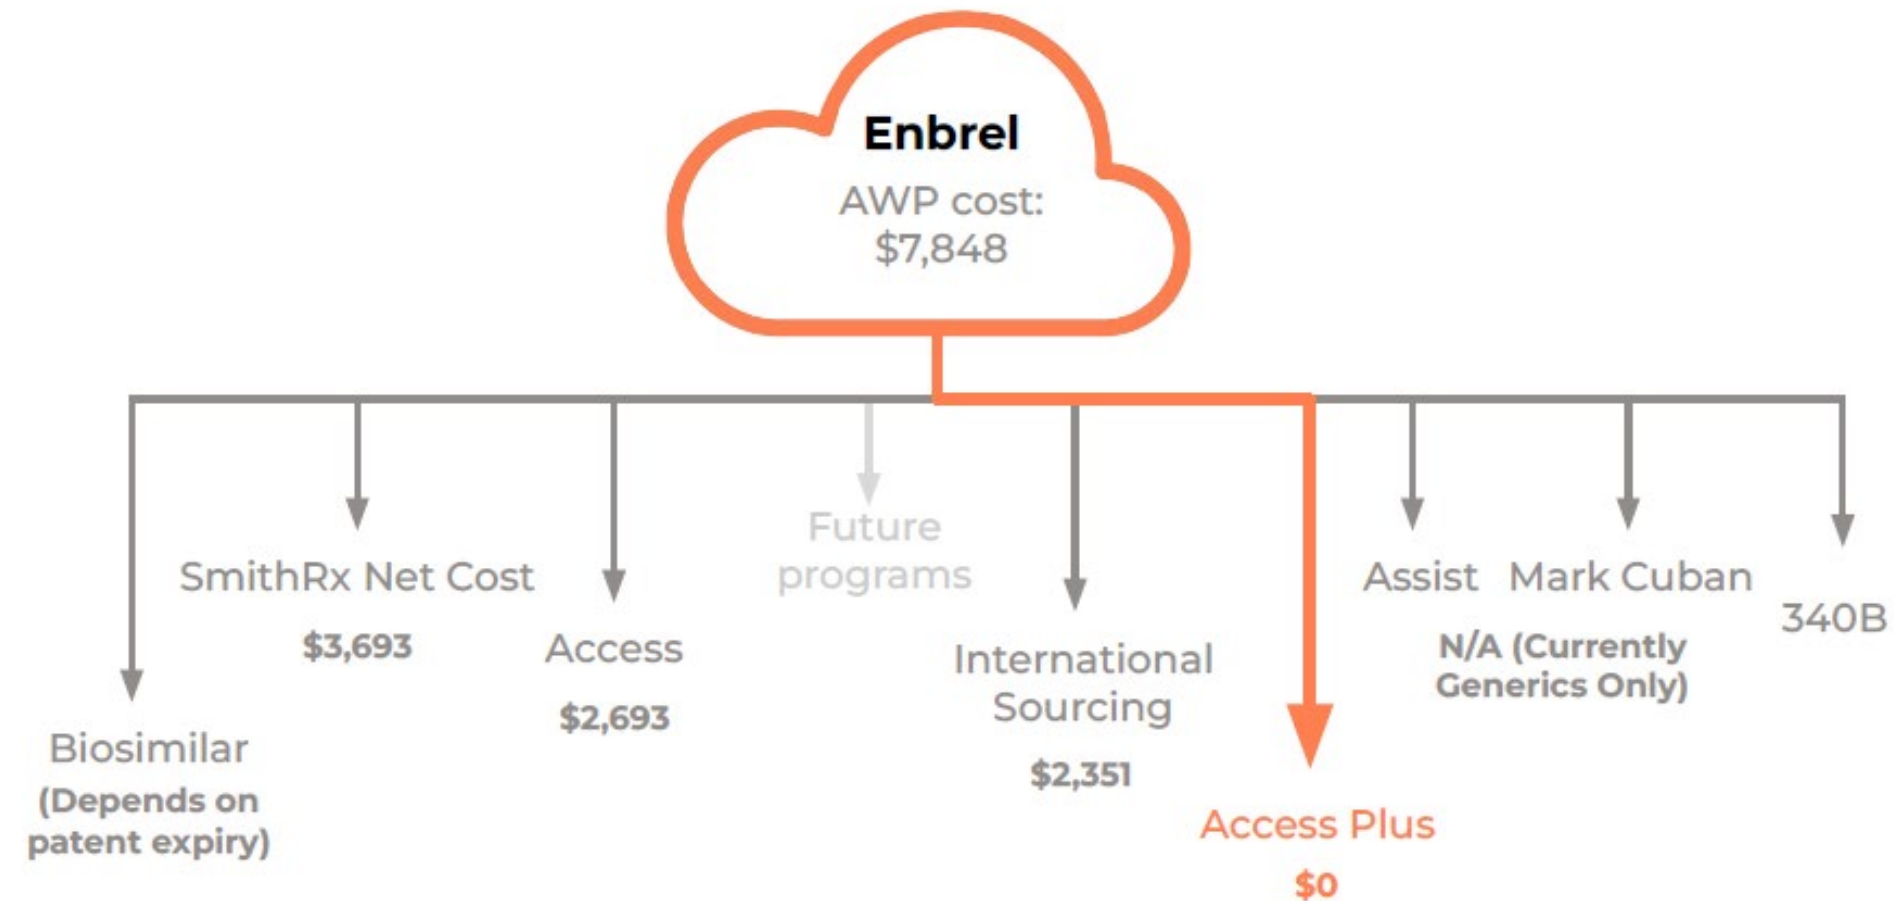 Enbrel
AWP cost:
$7,848
Biosimilar
(Depends on
patent expiry)
SmithRx Net Cost
$3,693
Access
$2,693
Future
programs
International
Sourcing
$2,351
Access Plus
$0
Assist
Mark Cuban
N/A (Currently
Generics Only)
340B